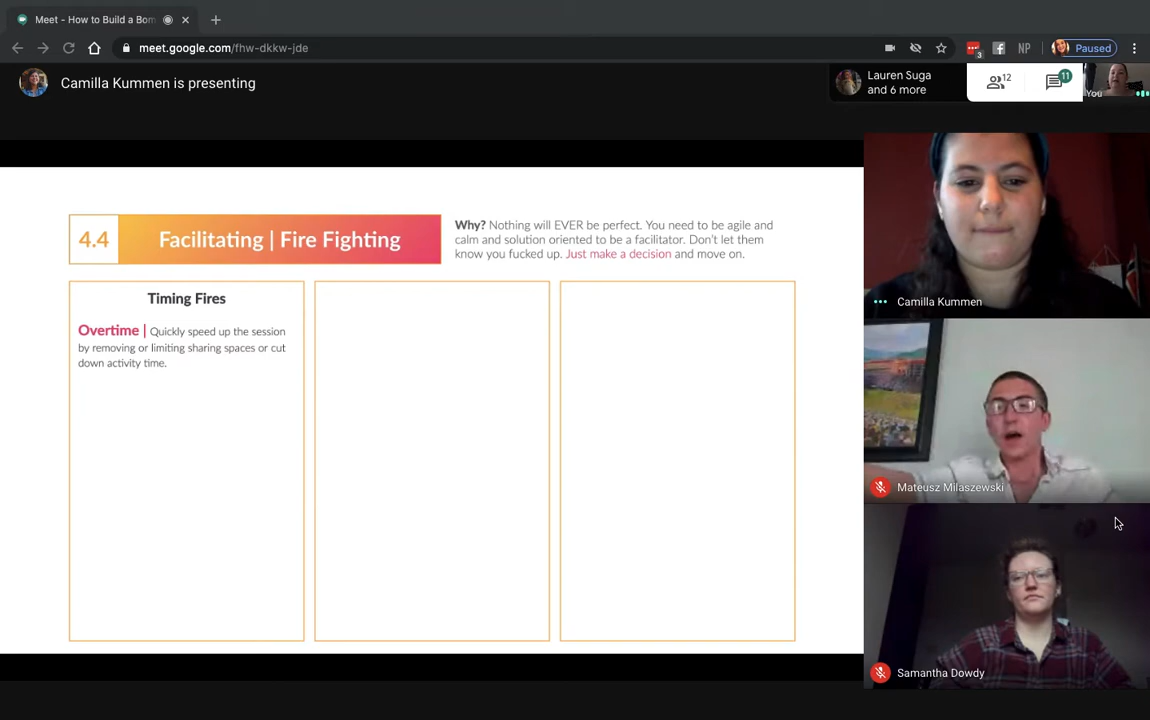 Meet - How to Build a Bom
meet.google.com/fhw-dkkw-jde
3
NP
Paused
Camilla Kummen is presenting
Lauren Suga
and 6 more
12
11
You
4.4
Facilitating | Fire Fighting
Why? Nothing will EVER be perfect. You need to be agile and
calm and solution oriented to be a facilitator. Don't let them
know you fucked up. Just make a decision and move on.
Timing Fires
Overtime | Quickly speed up the session
by removing or limiting sharing spaces or cut
down activity time.
Camilla Kummen
Mateusz Milaszewski
Samantha Dowdy